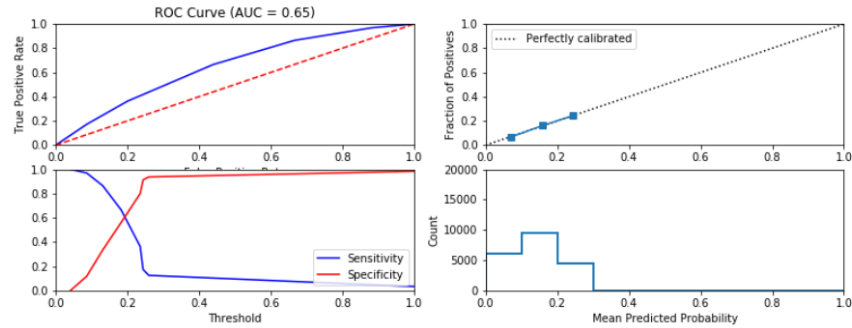 ROC Curve (AUC = 0.65)
True Positive Rate
1.0
0.8
0.6
0.4
0.2
0.0
0.0 0.2 0.4 0.6 0.8 1.0
Fraction of Positives
1.0
0.8
0.6
0.4
0.2
0.0
Perfectly calibrated
0.0 0.2 0.4 0.6 0.8 1.0
1.0
0.8
0.6
0.4
0.2
0.0
Sensitivity
Specificity
0.0 0.2 0.4 0.6 0.8 1.0
Threshold
Count
20000
15000
10000
5000
0
0.0 0.2 0.4 0.6 0.8 1.0
Mean Predicted Probability